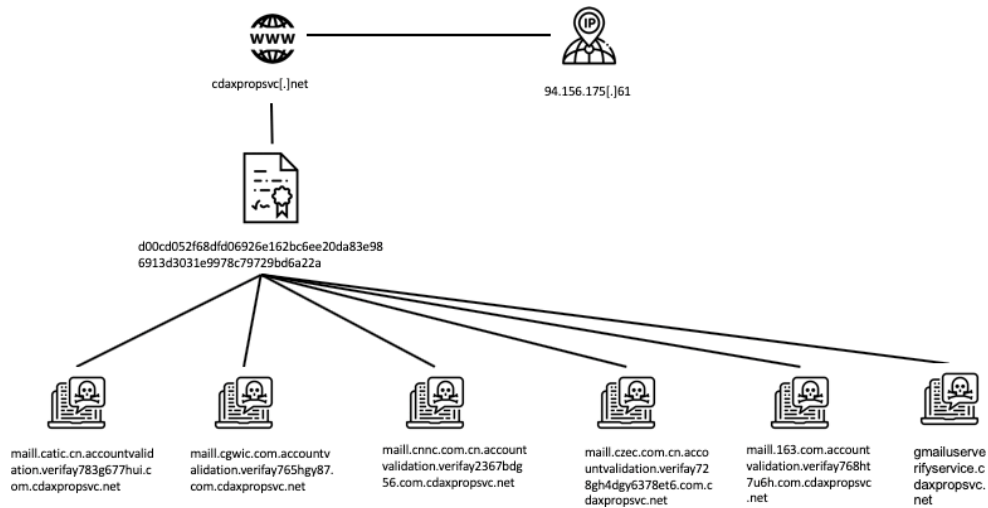 WWW
IP
cdaxpropsvc[.]net
94.156.175[.]61
d00cd052f68dfd06926e162bc6ee20da83e98
6913d3031e9978c79729bd6a22a
maill.catic.cn.accountvalid
ation.verifay783g677hui.c
om.cdaxpropsvc.net
maill.cgwic.com.accountv
alidation.verifay765hgy87.
com.cdaxpropsvc.net
maill.cnnc.com.cn.account
validation.verifay2367bdg
56.com.cdaxpropsvc.net
maill.czec.com.cn.acco
untvalidation.verifay72
8gh4dgy6378et6.com.c
daxpropsvc.net
maill.163.com.account
validation.verifay768ht
7u6h.com.cdaxpropsvc
.net
gmailuserve
rifyservice.c
daxpropsvc.
net